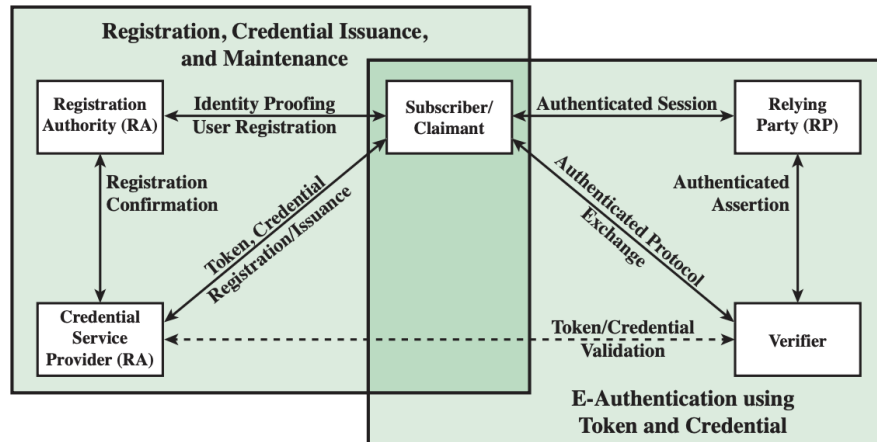 Registration, Credential Issuance,
and Maintenance
Registration
Authority (RA)
Identity Proofing
User Registration
Subscriber/
Claimant
Authenticated Session
Relying
Party (RP)
Registration
Confirmation
Token, Credential
Registration/Issuance
Authenticated Protocol
Exchange
Authenticated
Assertion
Credential
Service
Provider (RA)
Token/Credential
Validation
Verifier
E-Authentication using
Token and Credential